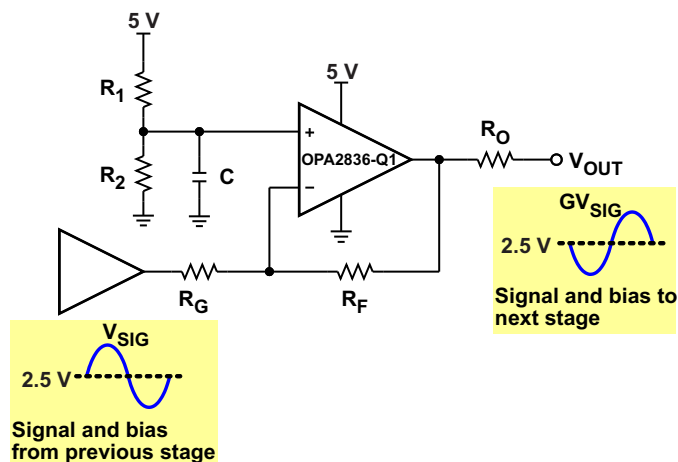 5 V
R1
5 V
+
OPA2836-Q1
RO
VOUT
R2
C
−
GVSIG
2.5 V
RG
RF
Signal and bias to
next stage
VSIG
2.5 V
Signal and bias
from previous stage